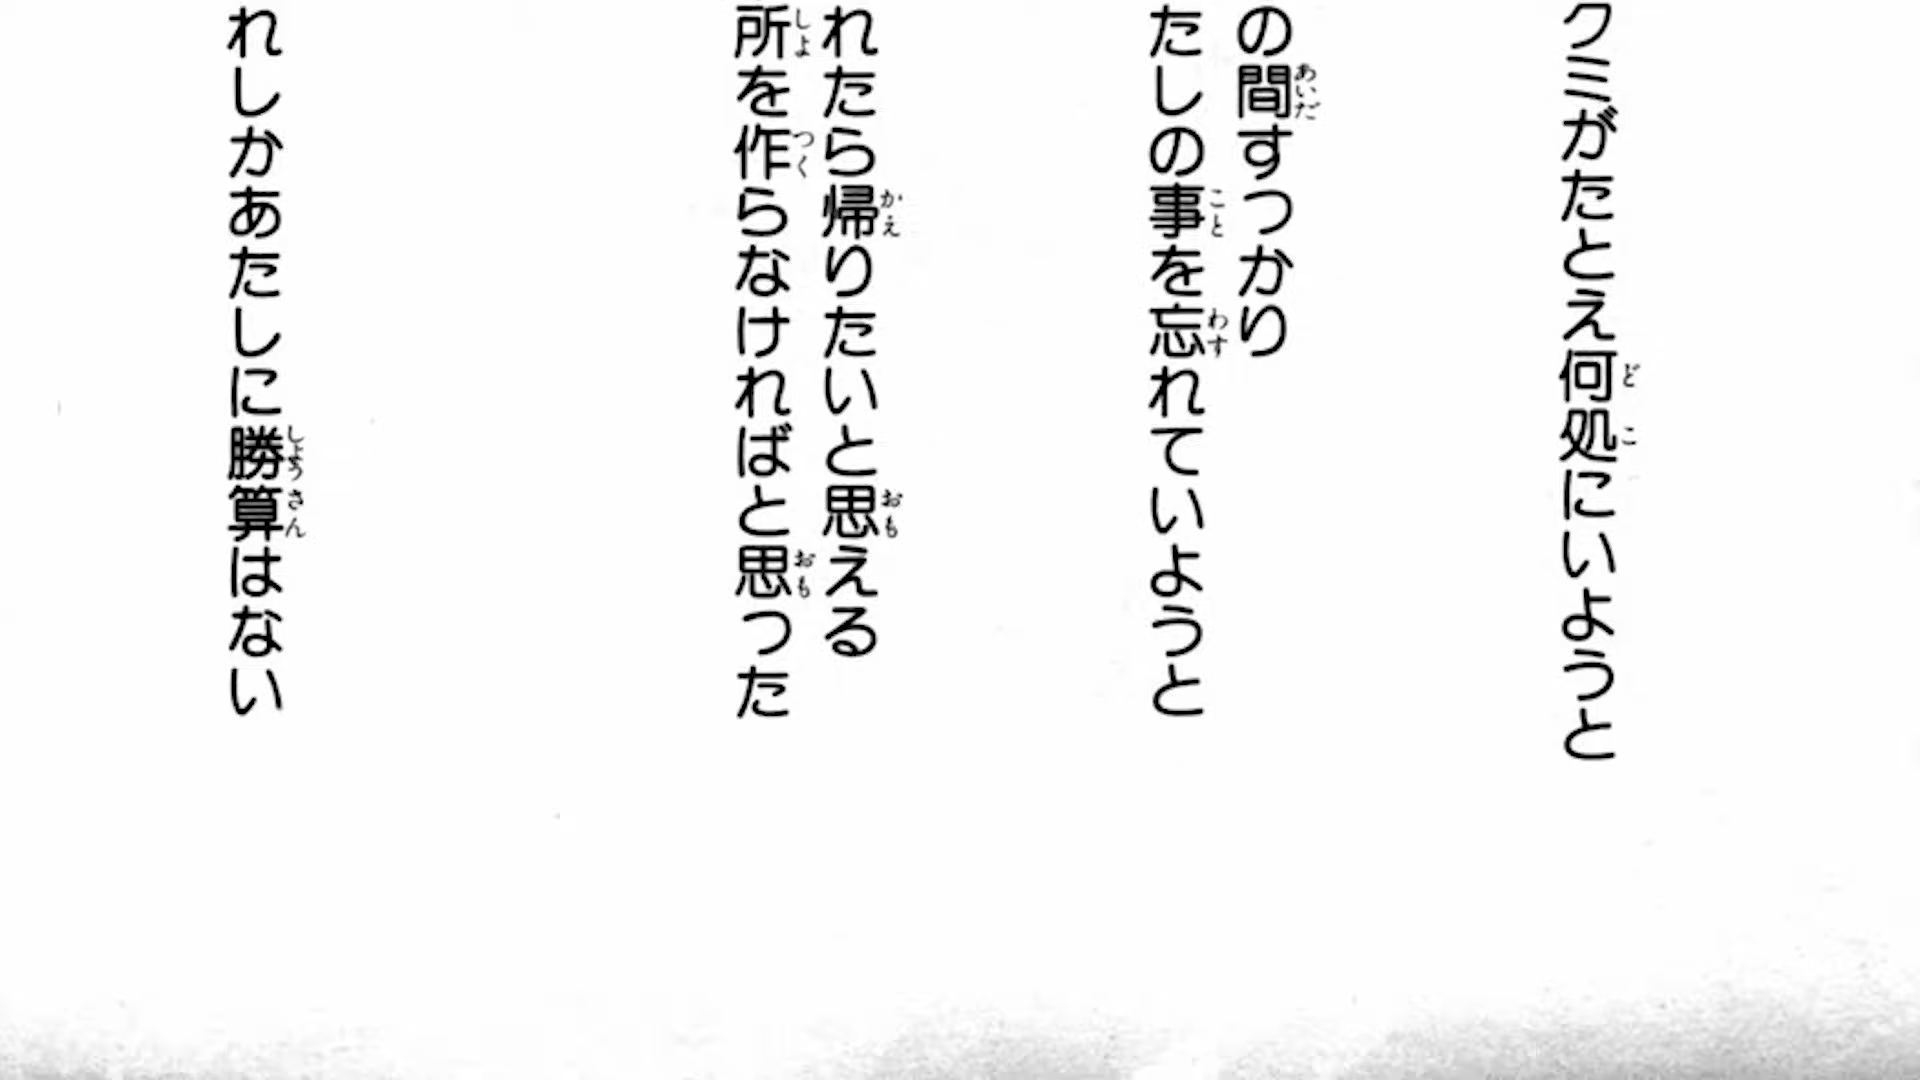 クミがたとえ何処にいようと
の間すっかり
たしの事を忘れていようと
れたら帰りたいと思える
所を作らなければと思った
れしかあたしに勝算はない